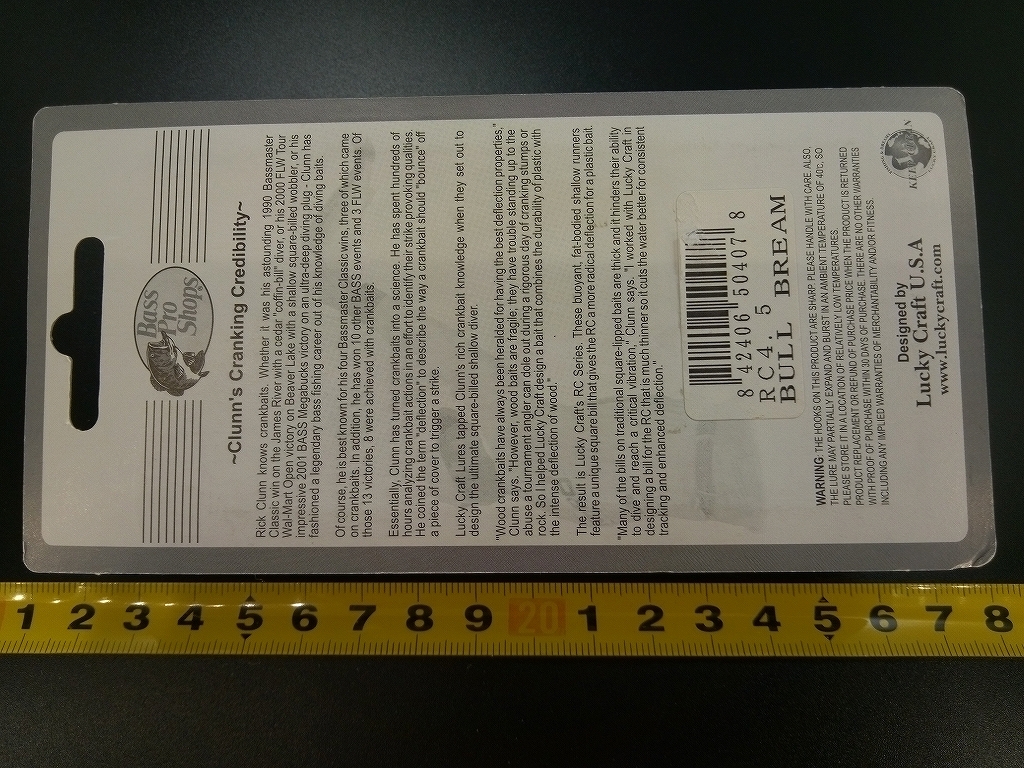 Bass
Pro
Shops®
~Clunn's Cranking Credibility~
Rick Clunn knows crankbaits. Whether it was his astounding 1990 Bassmaster
Classic win on the James River with a cedar "coffin-bill" diver, or his 2000 FLW Tour
Wal-Mart Open victory on Beaver Lake with a shallow square-billed wobbler, or his
impressive 2001 BASS Megabucks victory on an ultra-deep diving plug - Clunn has
fashioned a legendary bass fishing career out of his knowledge of diving baits.
Of course, he is best known for his four Bassmaster Classic wins, three of which came
on crankbaits. In addition, he has won 10 other BASS events and 3 FLW events. Of
those 13 victories, 8 were achieved with crankbaits.
Essentially, Clunn has turned crankbaits into a science. He has spent hundreds of
hours analyzing crankbait action in an effort to identify their strike provoking qualities.
He coined the term "deflection" to describe the way a crankbait should "bounce" off
a piece of cover to trigger a strike.
Lucky Craft Lures tapped Clunn's rich crankbait knowledge when they set out to
design the ultimate square-billed shallow diver.
"Wood crankbaits have always been heralded for having the best deflection properties,"
Clunn says. "However, wood baits are fragile; they have trouble standing up to the
abuse a tournament angler can dole out during a rigorous day of cranking stumps or
rock. So I helped Lucky Craft design a bait that combines the durability of plastic with
the intense deflection of wood."
The result is Lucky Craft's RC Series. These buoyant, fat-bodied shallow runners
feature a unique square bill that gives the RC a more radical deflection for a plastic bait.
"Many of the bills on traditional square-lipped baits are thick and it hinders their ability
to dive and reach a critical vibration," Clunn says. "I worked with Lucky Craft in
designing a bill for the RC that is much thinner so it cuts the water better for consistent
tracking and enhanced deflection."
8 42406 50407 8
RC4 5
BULL BREAM
WARNING: THE HOOKS ON THIS PRODUCT ARE SHARP. PLEASE HANDLE WITH CARE. ALSO,
THE LURE MAY PARTIALLY EXPAND AND BURST IN AN AMBIENT TEMPERATURE OF 40℃, SO
PLEASE STORE IT IN A LOCATION OF RELATIVELY LOW TEMPERATURES.
PRODUCT REPLACEMENT OR REFUND OF PURCHASE PRICE WHEN THE PRODUCT IS RETURNED
WITH PROOF OF PURCHASE WITHIN 30 DAYS OF PURCHASE. THERE ARE NO OTHER WARRANTIES
INCLUDING ANY IMPLIED WARRANTIES OF MERCHANTABILITY AND/OR FITNESS.
Designed by
Lucky Craft U.S.A
www.luckycraft.com
1 2 3 4 5 6 7 8 9 20 1 2 3 4 5 6 7 8